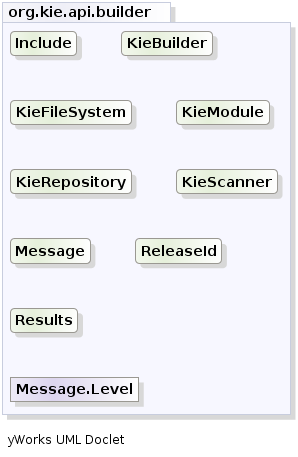 org.kie.api.builder
Include KieBuilder
KieFileSystem KieModule
KieRepository KieScanner
Message ReleaseId
Results
Message.Level
yWorks UML Doclet